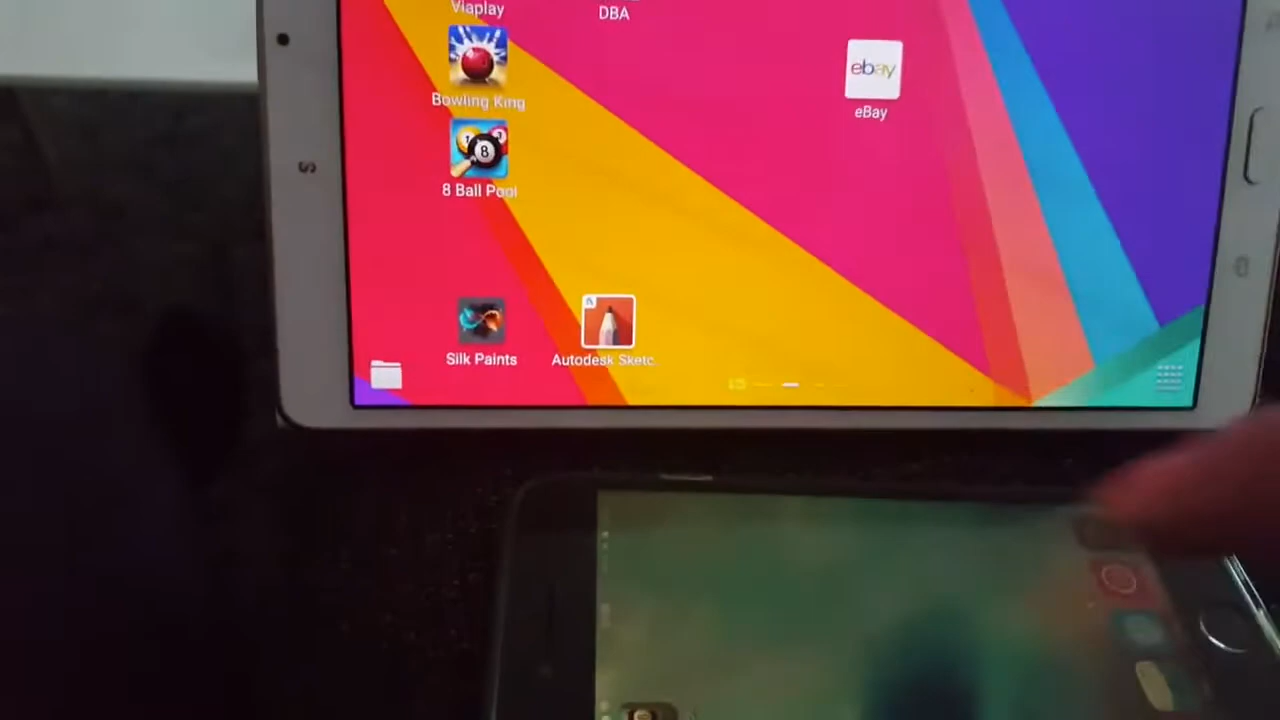 Viaplay
DBA
ebay
Bowling King
eBay
8
8 Ball Pool
Silk Paints
Autodesk Sketc